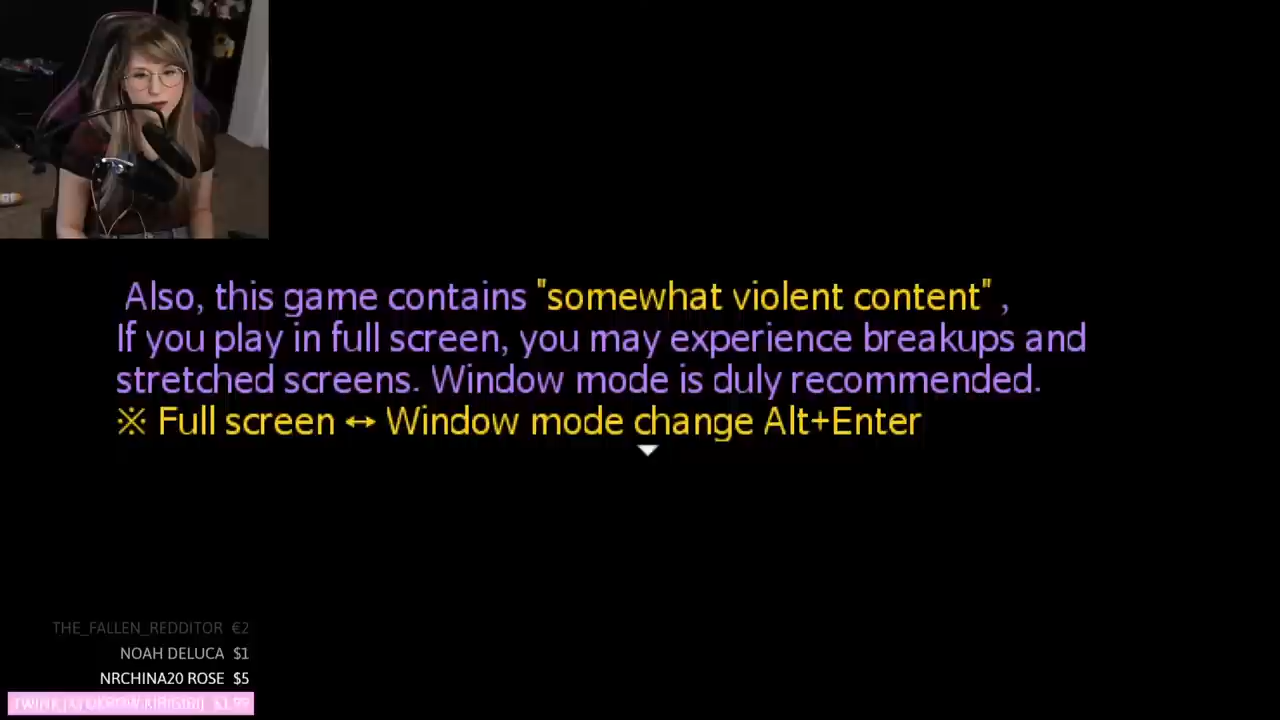 Also, this game contains "somewhat violent content" ,
If you play in full screen, you may experience breakups and
stretched screens. Window mode is duly recommended.
※ Full screen ↔ Window mode change Alt+Enter
THE_FALLEN_REDDITOR €2
NOAH DELUCA $1
NRCHINA20 ROSE $5
TWINK